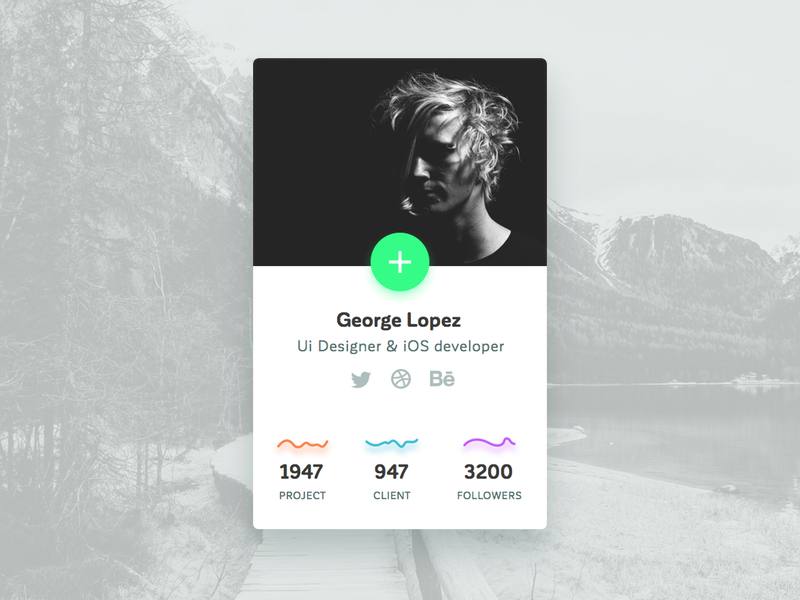 George Lopez
Ui Designer & iOS developer
Bē
1947 947 3200
PROJECT CLIENT FOLLOWERS